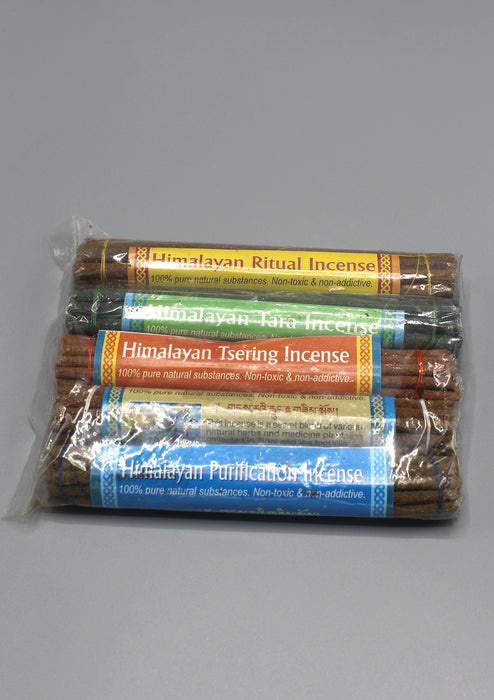 Himalayan Ritual Incense
100% pure natural substances. Non-toxic & non-addictive.
Himalayan Tara Incense
100% pure natural substances. Non-toxic & non-addictive.
Himalayan Tsering Incense
100% pure natural substances. Non-toxic & non-addictive.
This incense is a secret blend of various
natural herbs and medicine plants
Himalayan Purification Incense
100% pure natural substances. Non-toxic & non-addictive.